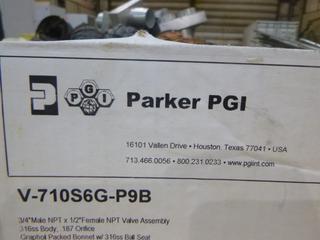 P G I
Parker PGI
16101 Vallen Drive • Houston, Texas 77041 • USA
713.466.0056 • 800.231.0233 • www.pgiint.com
V-710S6G-P9B
3/4"Male NPT x 1/2"Female NPT Valve Assembly
316ss Body, .187 Orifice
Graphoil Packed Bonnet w/ 316ss Ball Seat